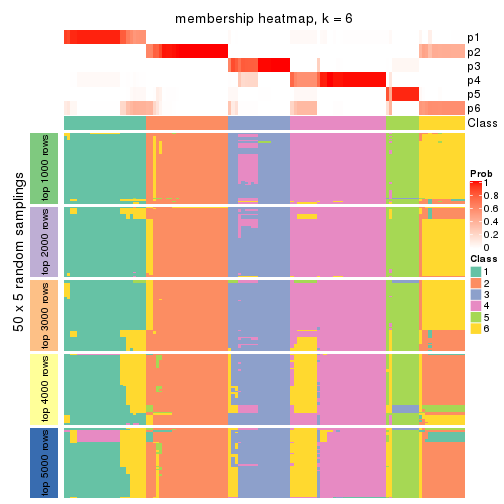 membership heatmap, k = 6
p1
p2
p3
p4
p5
p6
Class
50 x 5 random samplings
top 1000 rows
top 2000 rows
top 3000 rows
top 4000 rows
top 5000 rows
Prob
1
0.8
0.6
0.4
0.2
0
Class
1
2
3
4
5
6